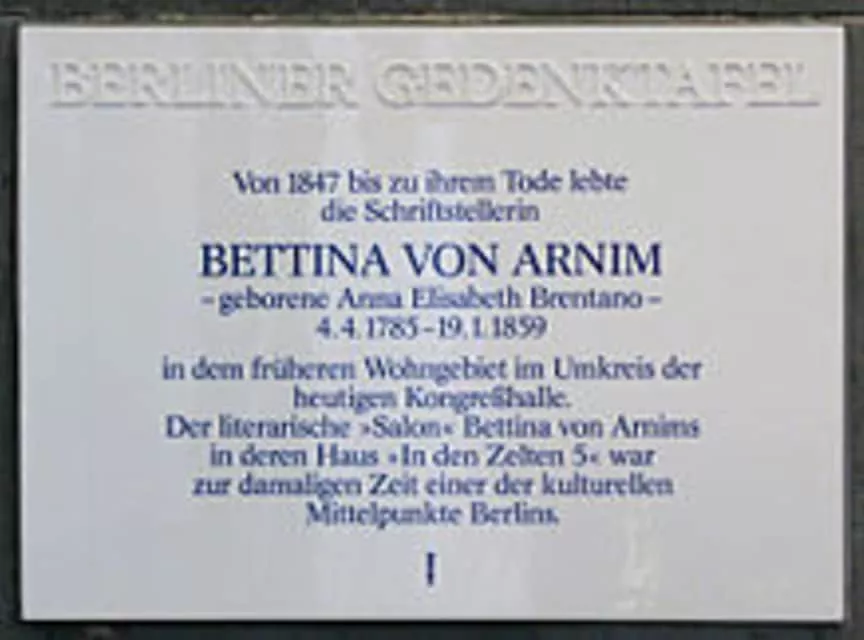 BERLINER GEDENKTAFEL
Von 1847 bis zu ihrem Tode lebte
die Schriftstellerin
BETTINA VON ARNIM
– geborene Anna Elisabeth Brentano –
4.4.1785–19.1.1859
in dem früheren Wohngebiet im Umkreis der
heutigen Kongreßhalle.
Der literarische »Salon« Bettina von Arnims
in deren Haus »In den Zelten 5« war
zur damaligen Zeit einer der kulturellen
Mittelpunkte Berlins.